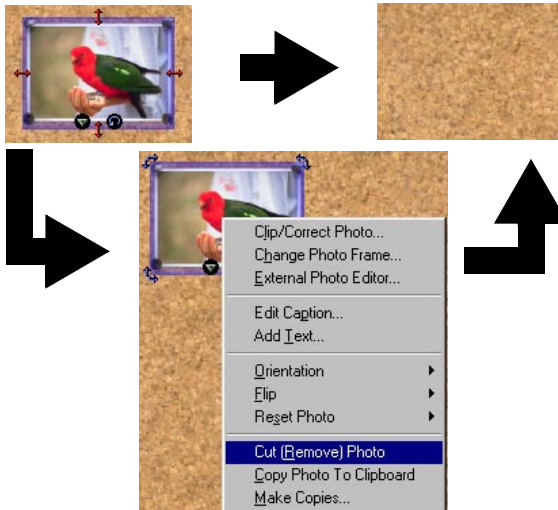 Clip/Correct Photo...
Change Photo Frame...
External Photo Editor...
Edit Caption...
Add Text...
Orientation
Flip
Reset Photo
Cut (Remove) Photo
Copy Photo To Clipboard
Make Copies...